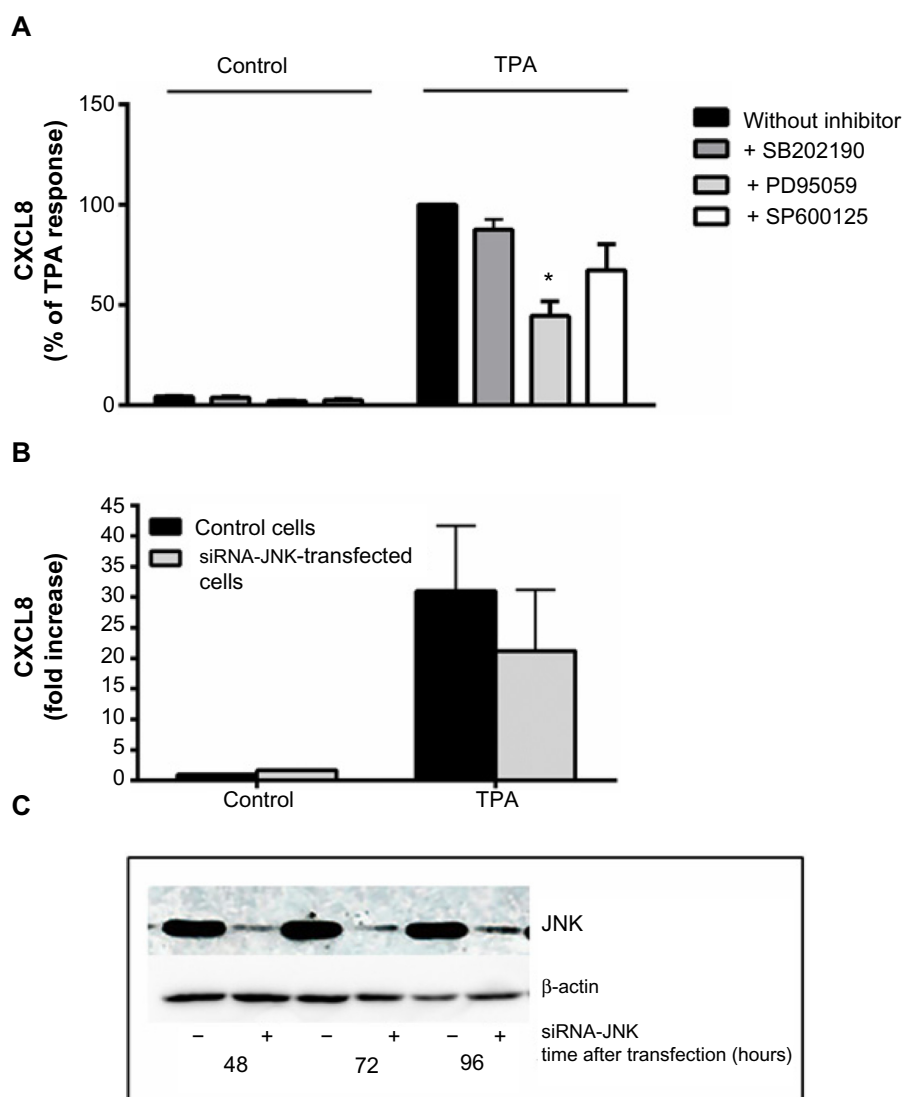 A
Control
TPA
150
100
50
0
CXCL8
(% of TPA response)
*
Without inhibitor
+ SB202190
+ PD95059
+ SP600125
B
45
40
35
30
25
20
15
10
5
0
CXCL8
(fold increase)
Control cells
siRNA-JNK-transfected
cells
Control
TPA
C
JNK
β-actin
− + − + − + siRNA-JNK
48 72 96 time after transfection (hours)